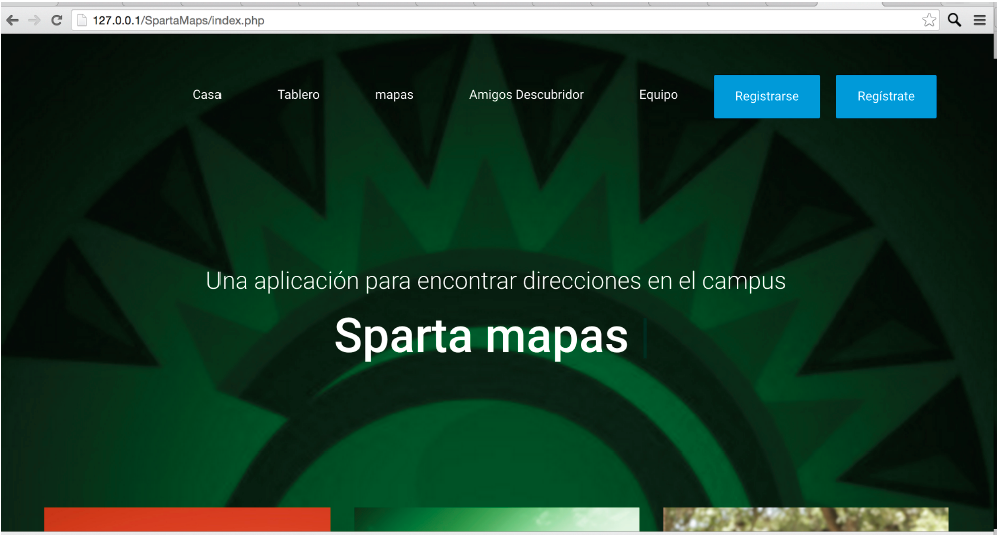 127.0.0.1/SpartaMaps/index.php
Casa Tablero mapas Amigos Descubridor Equipo Registrarse Regístrate
Una aplicación para encontrar direcciones en el campus
Sparta mapas